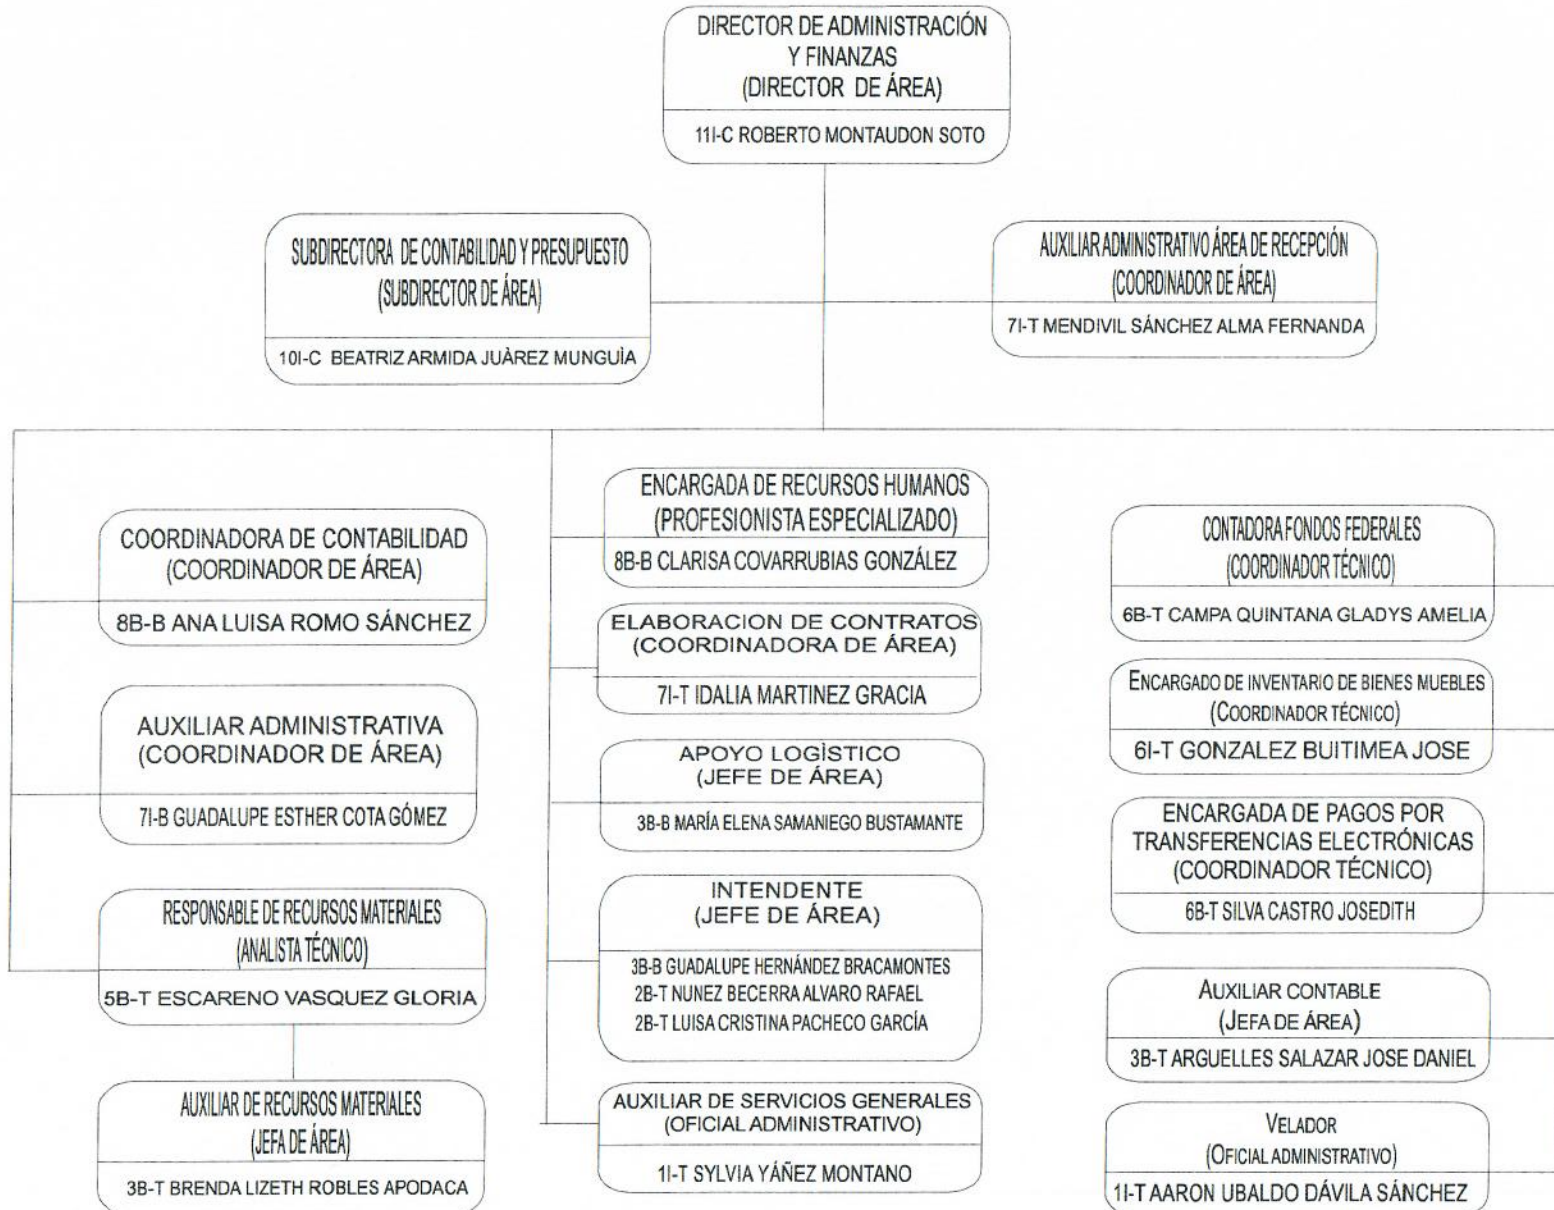 DIRECTOR DE ADMINISTRACIÓN
Y FINANZAS
(DIRECTOR DE ÁREA)
11I-C ROBERTO MONTAUDON SOTO
SUBDIRECTORA DE CONTABILIDAD Y PRESUPUESTO
(SUBDIRECTOR DE ÁREA)
10I-C BEATRIZ ARMIDA JUÀREZ MUNGUÌA
AUXILIAR ADMINISTRATIVO ÁREA DE RECEPCIÓN
(COORDINADOR DE ÁREA)
7I-T MENDIVIL SÁNCHEZ ALMA FERNANDA
COORDINADORA DE CONTABILIDAD
(COORDINADOR DE ÁREA)
8B-B ANA LUISA ROMO SÁNCHEZ
AUXILIAR ADMINISTRATIVA
(COORDINADOR DE ÁREA)
7I-B GUADALUPE ESTHER COTA GÓMEZ
RESPONSABLE DE RECURSOS MATERIALES
(ANALISTA TÉCNICO)
5B-T ESCARENO VASQUEZ GLORIA
AUXILIAR DE RECURSOS MATERIALES
(JEFA DE ÁREA)
3B-T BRENDA LIZETH ROBLES APODACA
ENCARGADA DE RECURSOS HUMANOS
(PROFESIONISTA ESPECIALIZADO)
8B-B CLARISA COVARRUBIAS GONZÁLEZ
ELABORACION DE CONTRATOS
(COORDINADORA DE ÁREA)
7I-T IDALIA MARTINEZ GRACIA
APOYO LOGÌSTICO
(JEFE DE ÁREA)
3B-B MARÍA ELENA SAMANIEGO BUSTAMANTE
INTENDENTE
(JEFE DE ÁREA)
3B-B GUADALUPE HERNÁNDEZ BRACAMONTES
2B-T NUNEZ BECERRA ALVARO RAFAEL
2B-T LUISA CRISTINA PACHECO GARCÍA
AUXILIAR DE SERVICIOS GENERALES
(OFICIAL ADMINISTRATIVO)
1I-T SYLVIA YÁÑEZ MONTANO
CONTADORA FONDOS FEDERALES
(COORDINADOR TÉCNICO)
6B-T CAMPA QUINTANA GLADYS AMELIA
ENCARGADO DE INVENTARIO DE BIENES MUEBLES
(COORDINADOR TÉCNICO)
6I-T GONZALEZ BUITIMEA JOSE
ENCARGADA DE PAGOS POR
TRANSFERENCIAS ELECTRÓNICAS
(COORDINADOR TÉCNICO)
6B-T SILVA CASTRO JOSEDITH
AUXILIAR CONTABLE
(JEFA DE ÁREA)
3B-T ARGUELLES SALAZAR JOSE DANIEL
VELADOR
(OFICIAL ADMINISTRATIVO)
1I-T AARON UBALDO DÁVILA SÁNCHEZ